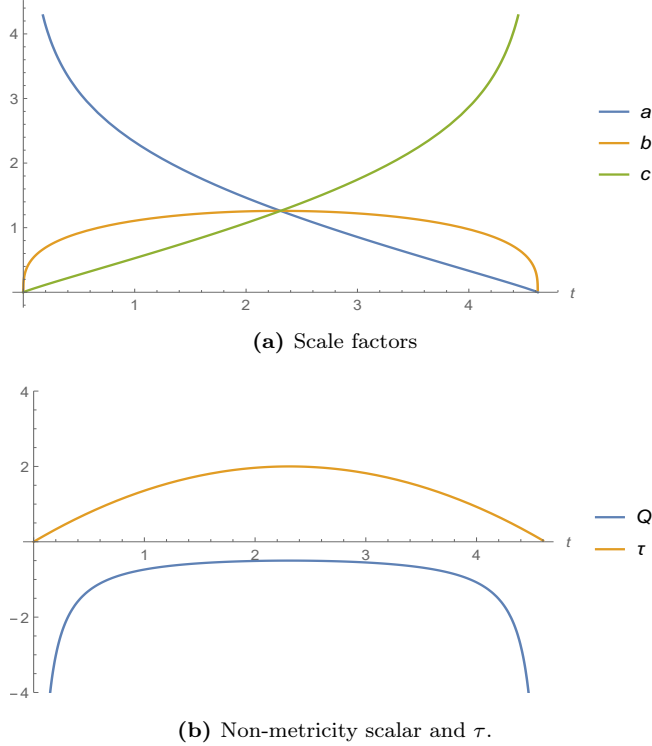 4
3
2
1
1 2 3 4 t
a
b
c
(a) Scale factors
4
2
-2
-4
1 2 3 4 t
Q
τ
(b) Non-metricity scalar and τ.